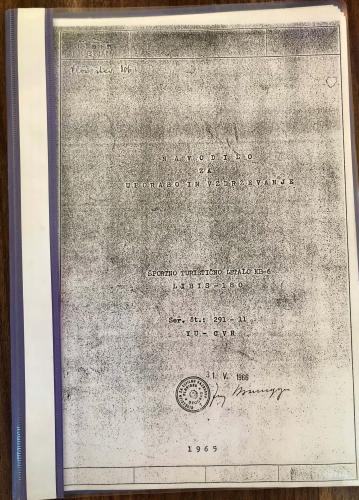 NAVODILO
ZA
UPORABO IN VZDRŽEVANJE
ŠPORTNO TURISTIČNO LETALO KB-6
LIBIS-180
Ser. št.: 291 - 11
YU - CVR
31. V. 1966
1965